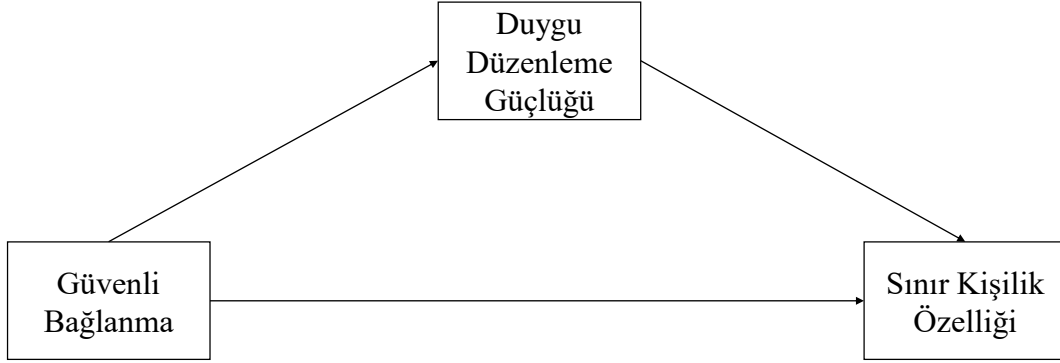 Duygu
Düzenleme
Güçlüğü
Güvenli
Bağlanma
Sınır Kişilik
Özelliği